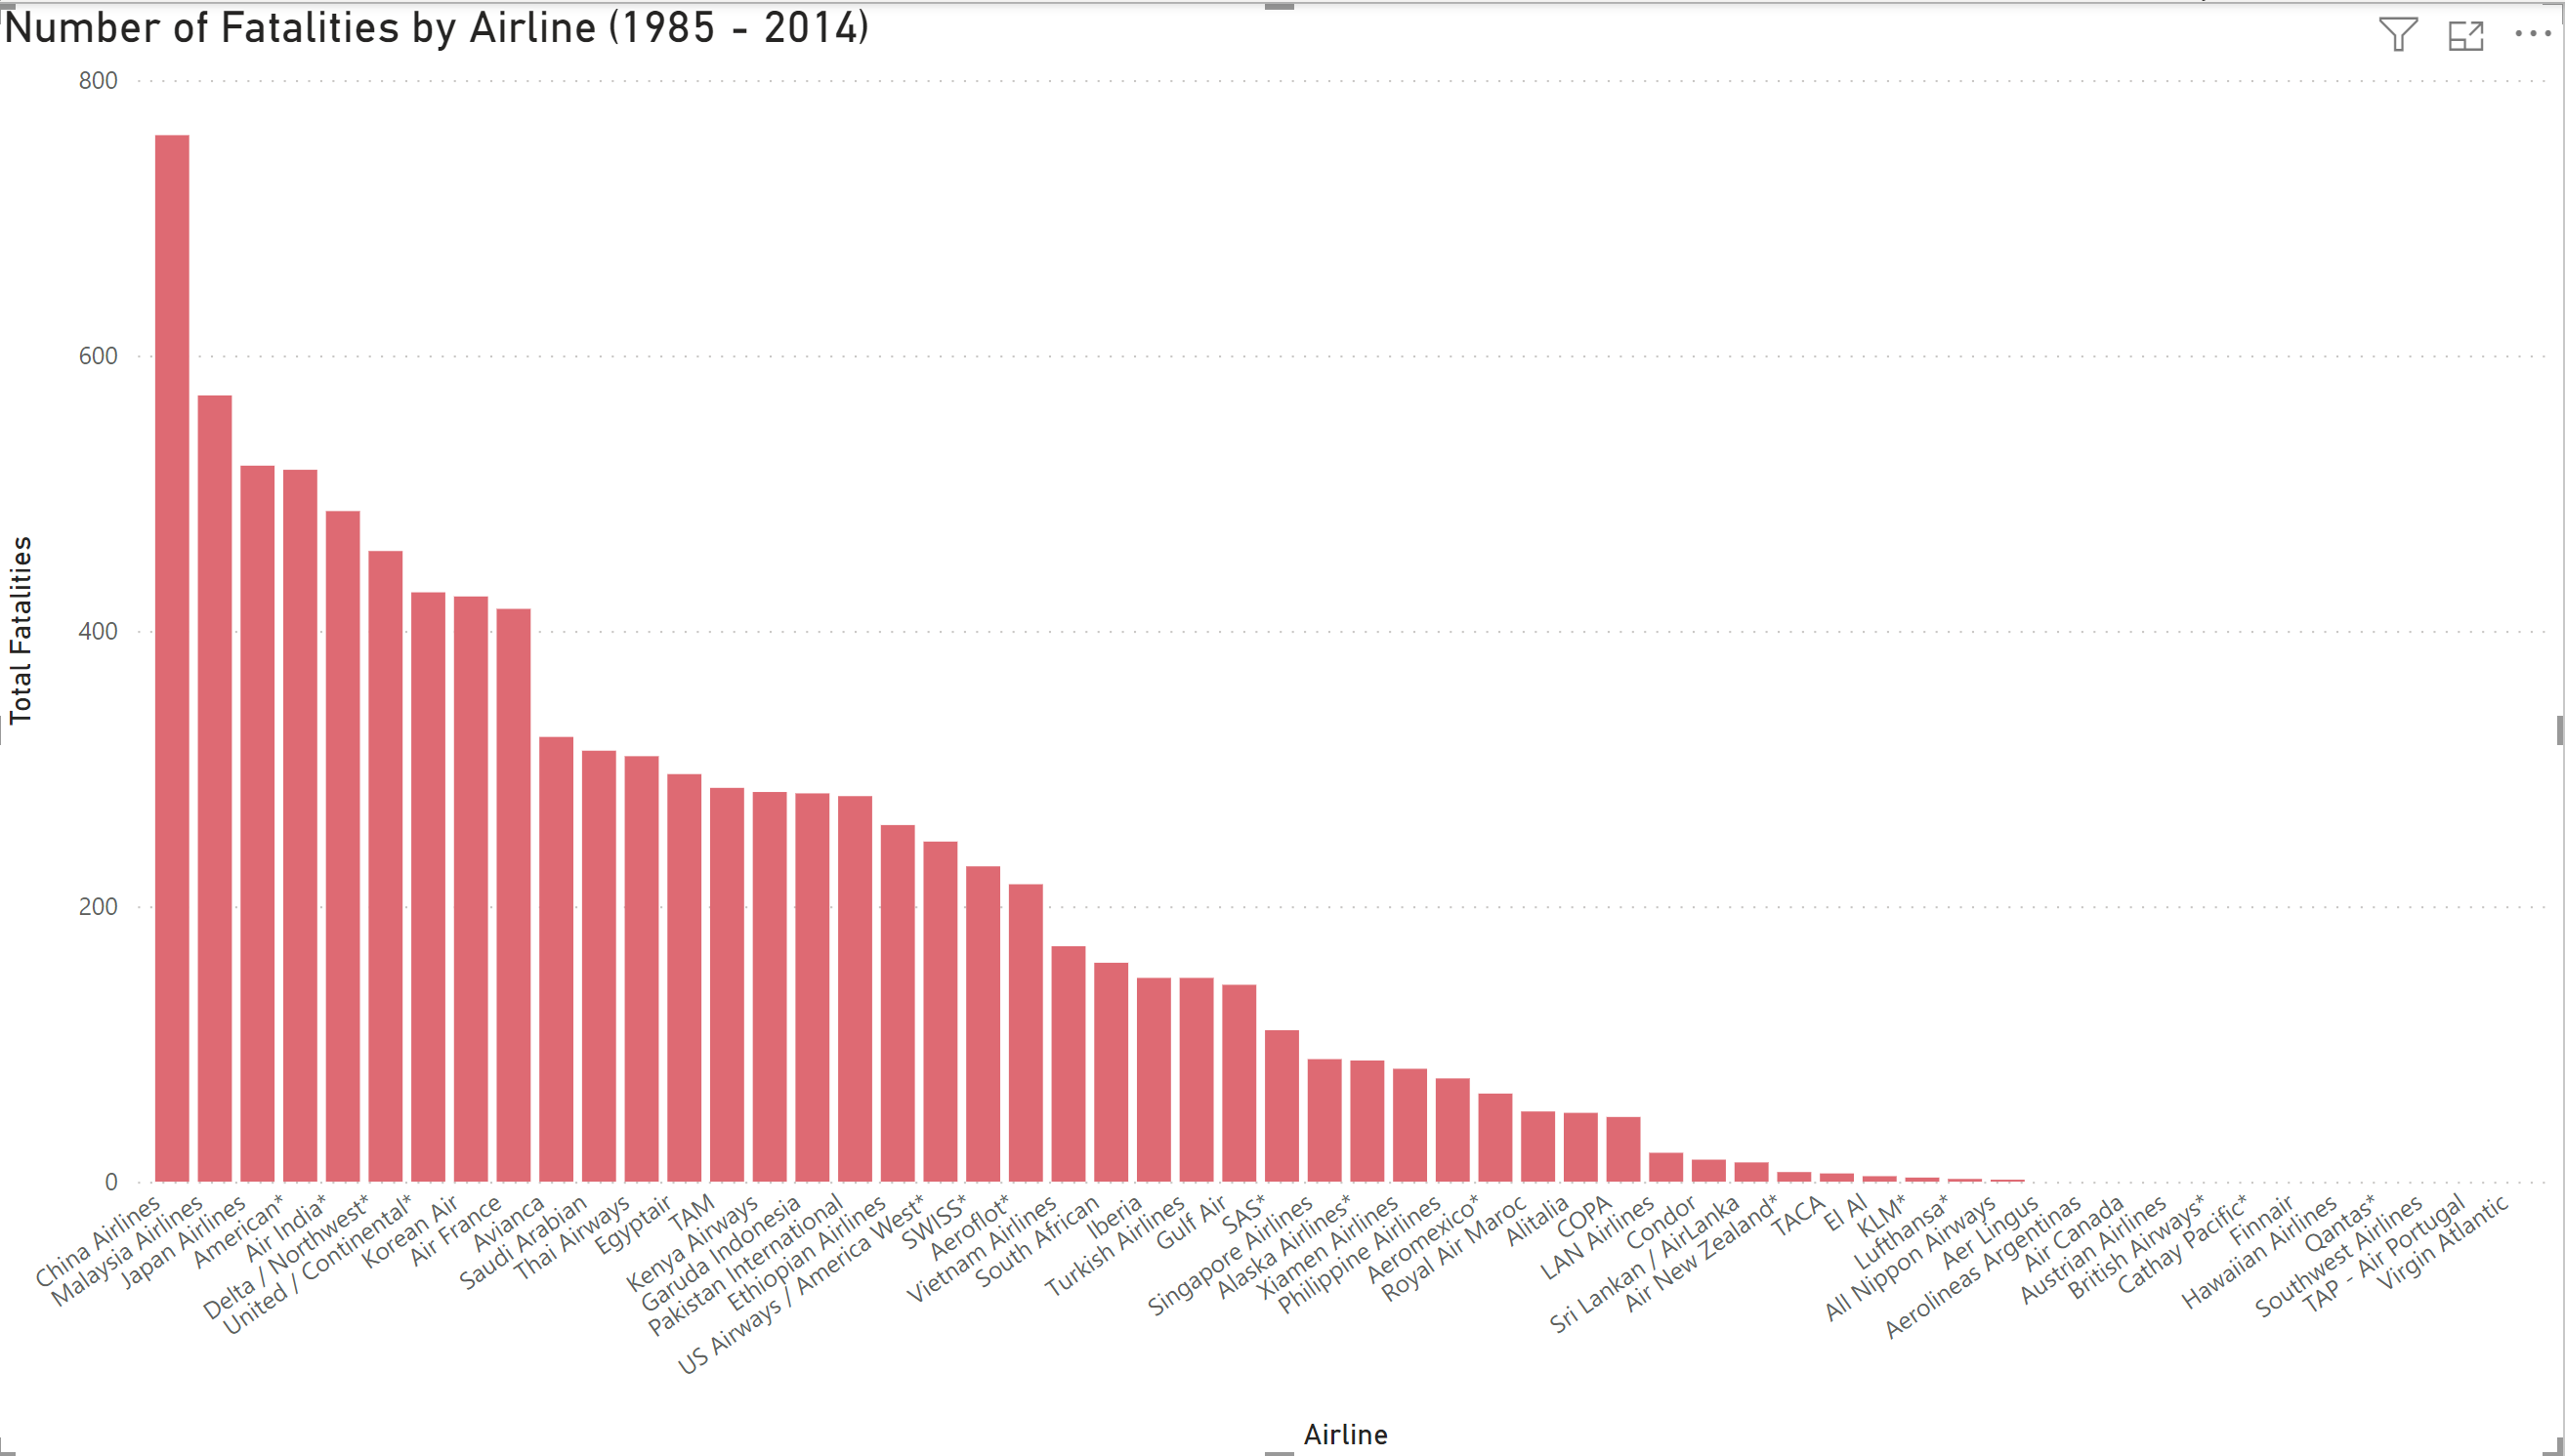 Number of Fatalities by Airline (1985 - 2014)
800
600
400
200
0
Total Fatalities
China Airlines
Malaysia Airlines
Japan Airlines
American*
Air India*
Delta / Northwest*
United / Continental*
Korean Air
Air France
Avianca
Saudi Arabian
Thai Airways
Egyptair
TAM
Kenya Airways
Garuda Indonesia
Pakistan International
Ethiopian Airlines
US Airways / America West*
SWISS*
Aeroflot*
Vietnam Airlines
South African
Iberia
Turkish Airlines
Gulf Air
SAS*
Singapore Airlines
Alaska Airlines*
Xiamen Airlines
Philippine Airlines
Aeromexico*
Royal Air Maroc
Alitalia
COPA
LAN Airlines
Condor
Sri Lankan / AirLanka
Air New Zealand*
TACA
El Al
KLM*
Lufthansa*
All Nippon Airways
Aer Lingus
Aerolineas Argentinas
Air Canada
Austrian Airlines
British Airways*
Cathay Pacific*
Finnair
Hawaiian Airlines
Qantas*
Southwest Airlines
TAP - Air Portugal
Virgin Atlantic
Airline